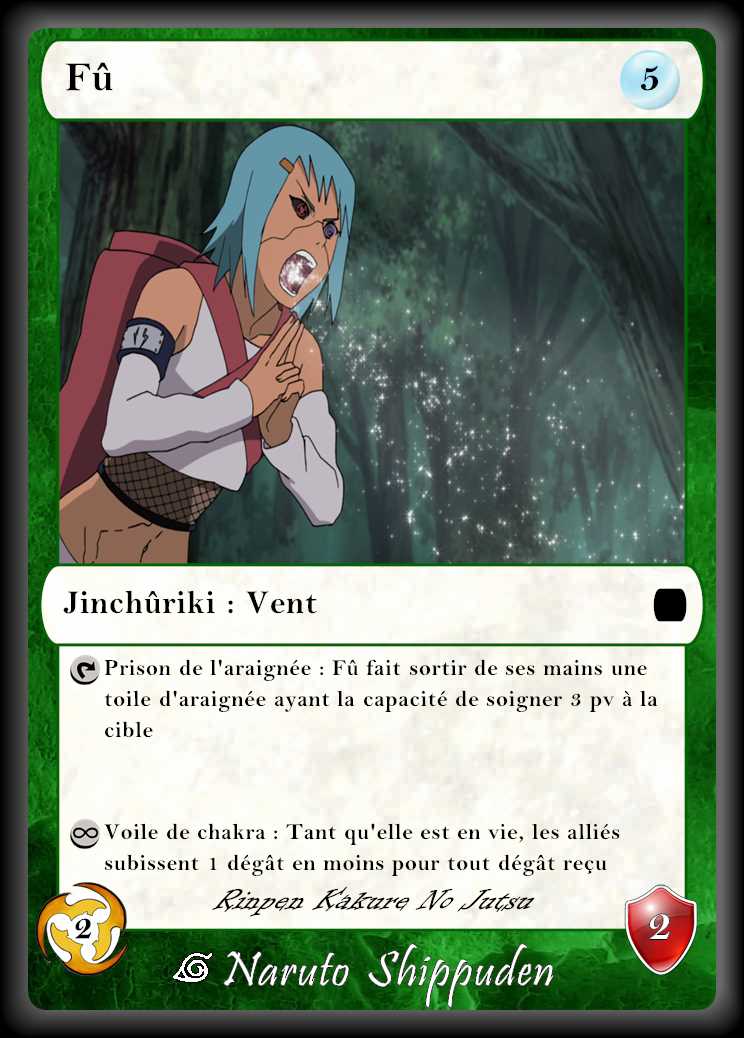 Fû
5
Jinchûriki : Vent
Prison de l'araignée : Fû fait sortir de ses mains une
toile d'araignée ayant la capacité de soigner 3 pv à la
cible
∞ Voile de chakra : Tant qu'elle est en vie, les alliés
subissent 1 dégât en moins pour tout dégât reçu
Rinpen Kakure No Jutsu
2
2
Naruto Shippuden